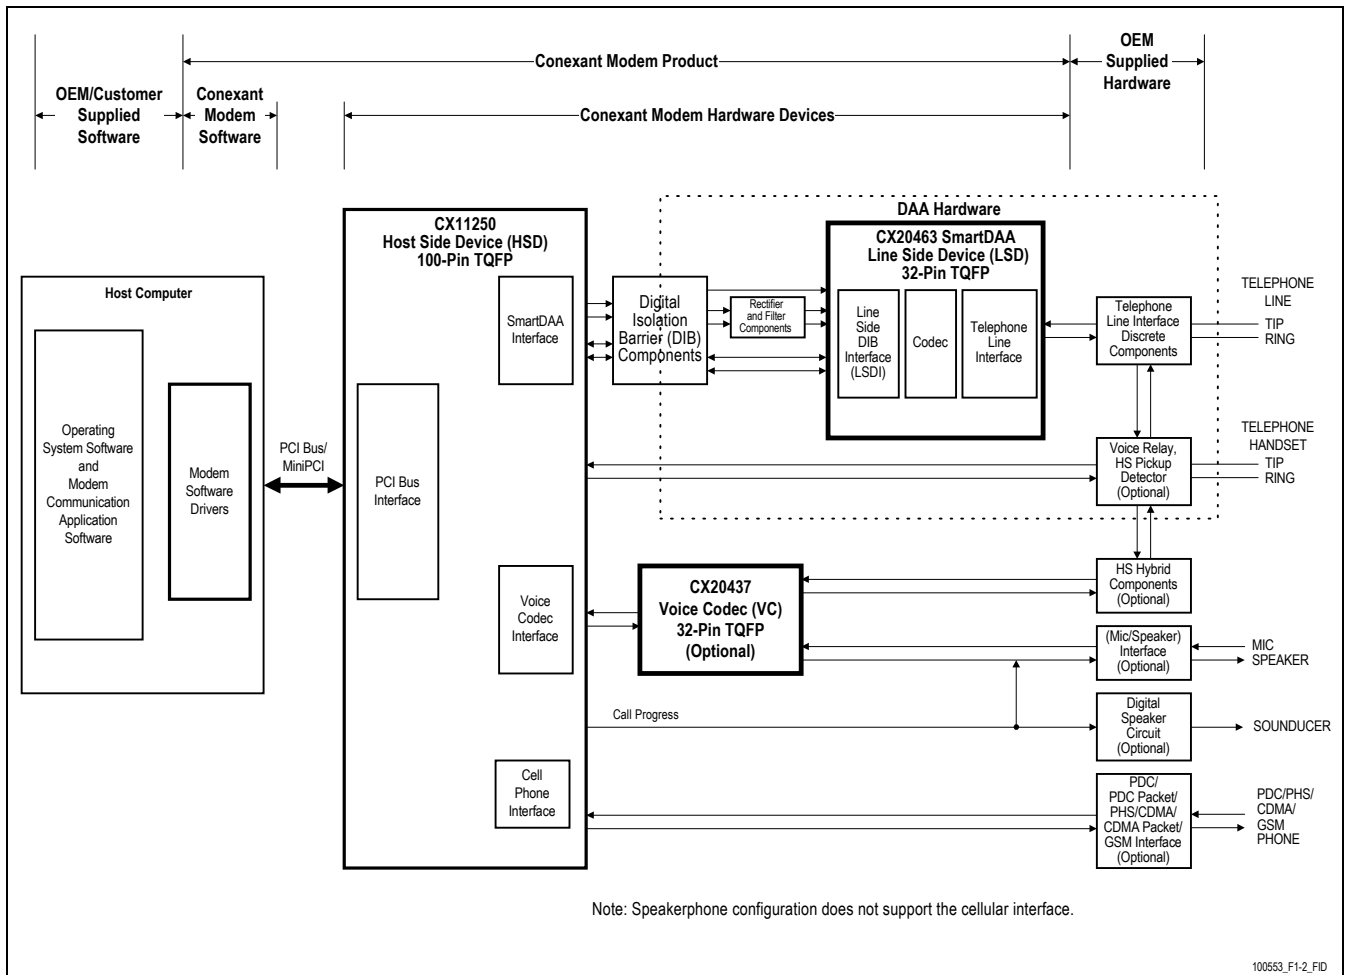 OEM
Supplied
Hardware
Conexant Modem Product
OEM/Customer
Supplied
Software
Conexant
Modem
Software
Conexant Modem Hardware Devices
CX11250
Host Side Device (HSD)
100-Pin TQFP
DAA Hardware
CX20463 SmartDAA
Line Side Device (LSD)
32-Pin TQFP
Host Computer
Operating
System Software
and
Modem
Communication
Application
Software
Modem
Software
Drivers
PCI Bus/
MiniPCI
PCI Bus
Interface
SmartDAA
Interface
Digital
Isolation
Barrier (DIB)
Components
Rectifier
and Filter
Components
Line
Side
DIB
Interface
(LSDI)
Codec
Telephone
Line
Interface
Telephone
Line Interface
Discrete
Components
TELEPHONE
LINE
TIP
RING
Voice Relay,
HS Pickup
Detector
(Optional)
TELEPHONE
HANDSET
TIP
RING
Voice
Codec
Interface
CX20437
Voice Codec (VC)
32-Pin TQFP
(Optional)
HS Hybrid
Components
(Optional)
(Mic/Speaker)
Interface
(Optional)
MIC
SPEAKER
Call Progress
Digital
Speaker
Circuit
(Optional)
SOUNDUCER
Cell
Phone
Interface
PDC/
PDC Packet/
PHS/CDMA/
CDMA Packet/
GSM Interface
(Optional)
PDC/PHS/
CDMA/
GSM
PHONE
Note: Speakerphone configuration does not support the cellular interface.
100553_F1-2_FID